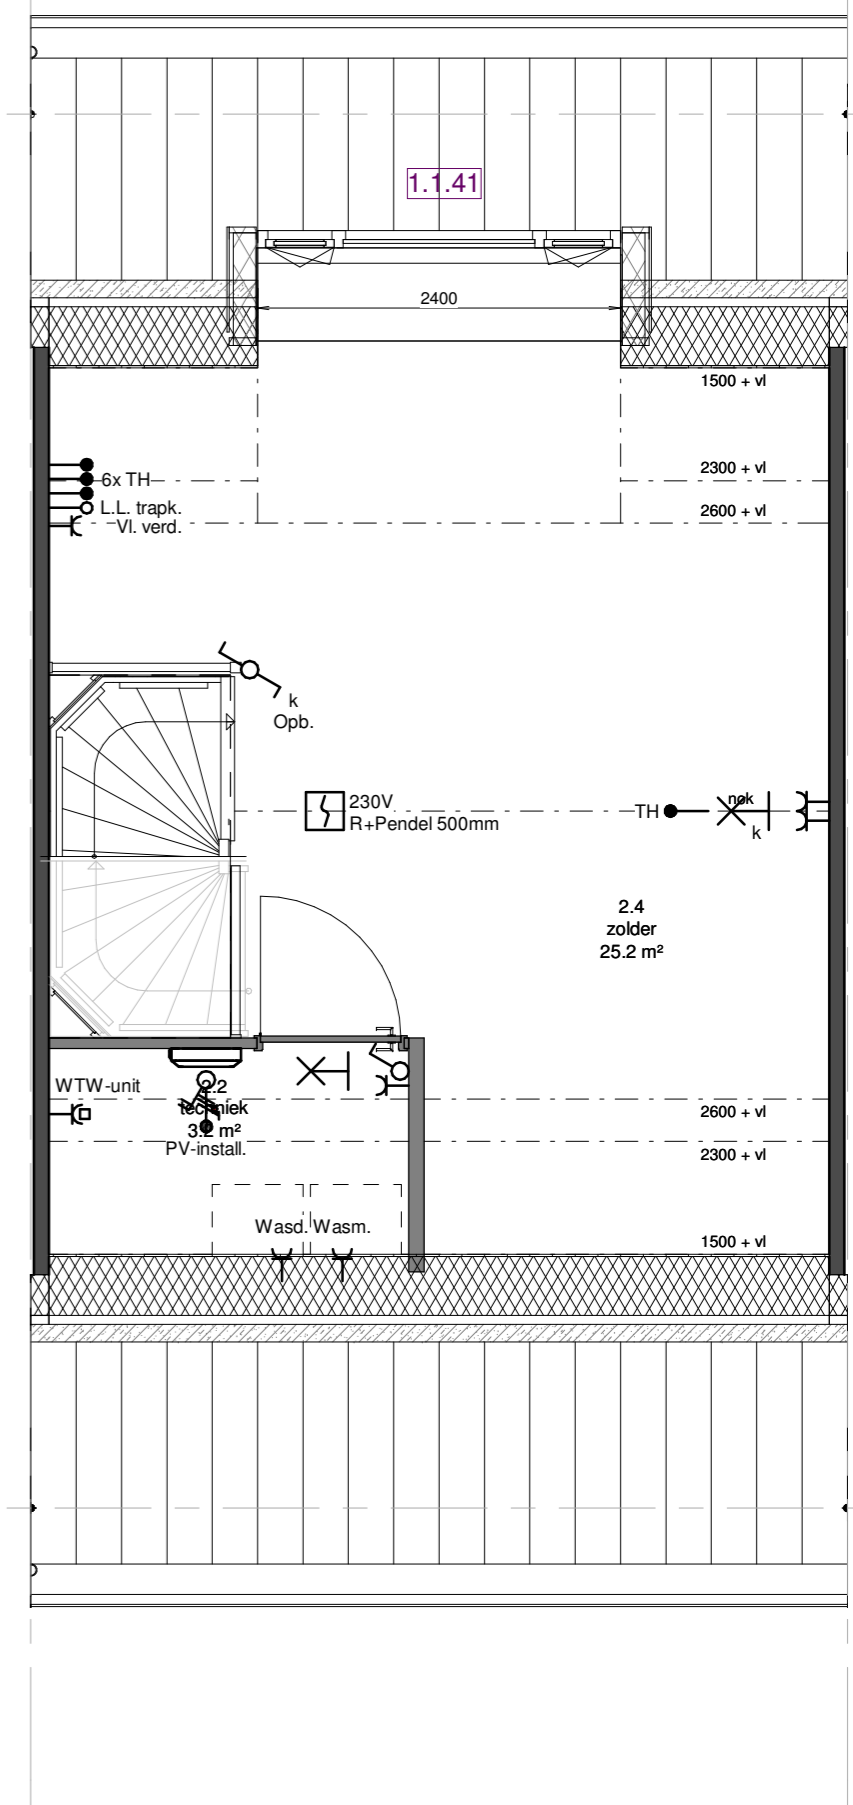 1.1.41
2400
1500 + vl
2300 + vl
6x TH
L.L. trapk.
2600 + vl
Vl. verd.
k
Opb.
230V
R+Pendel 500mm
TH
nok
k
2.4
zolder
25.2 m²
WTW-unit
2.2
techniek
3.2 m²
PV-install.
2600 + vl
2300 + vl
Wasd.
Wasm.
1500 + vl